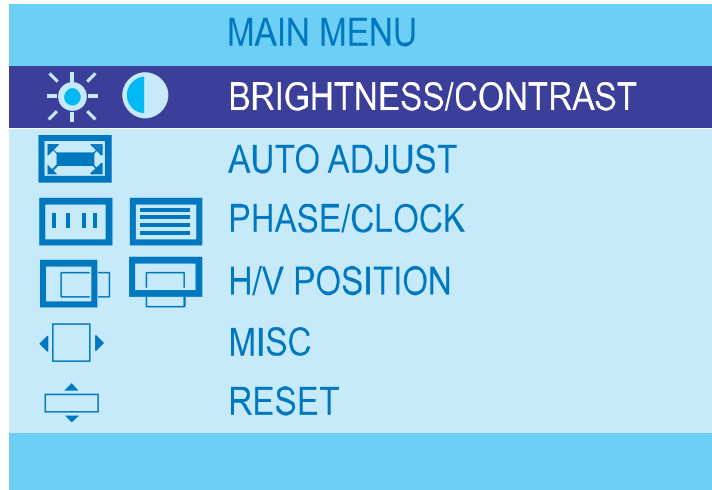 MAIN MENU
BRIGHTNESS/CONTRAST
AUTO ADJUST
PHASE/CLOCK
H/V POSITION
MISC
RESET